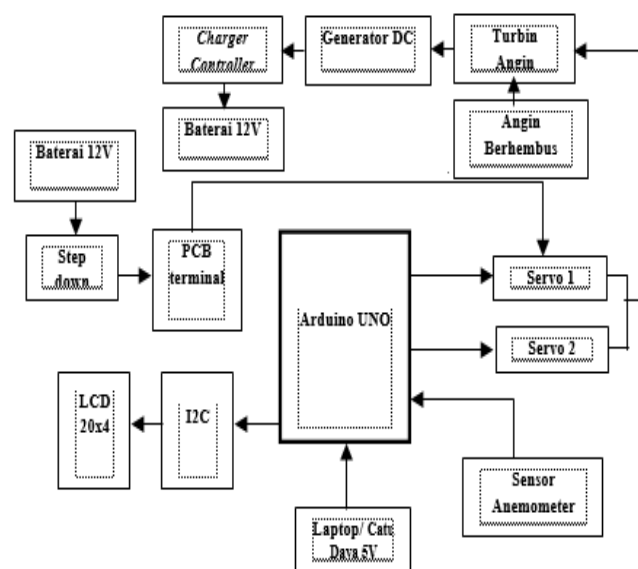 Charger
Controller
Generator DC
Turbin
Angin
Baterai 12V
Angin
Berhembus
Baterai 12V
Step
down
PCB
terminal
Arduino UNO
Servo 1
Servo 2
LCD
20x4
I2C
Sensor
Anemometer
Laptop/ Catu
Daya 5V